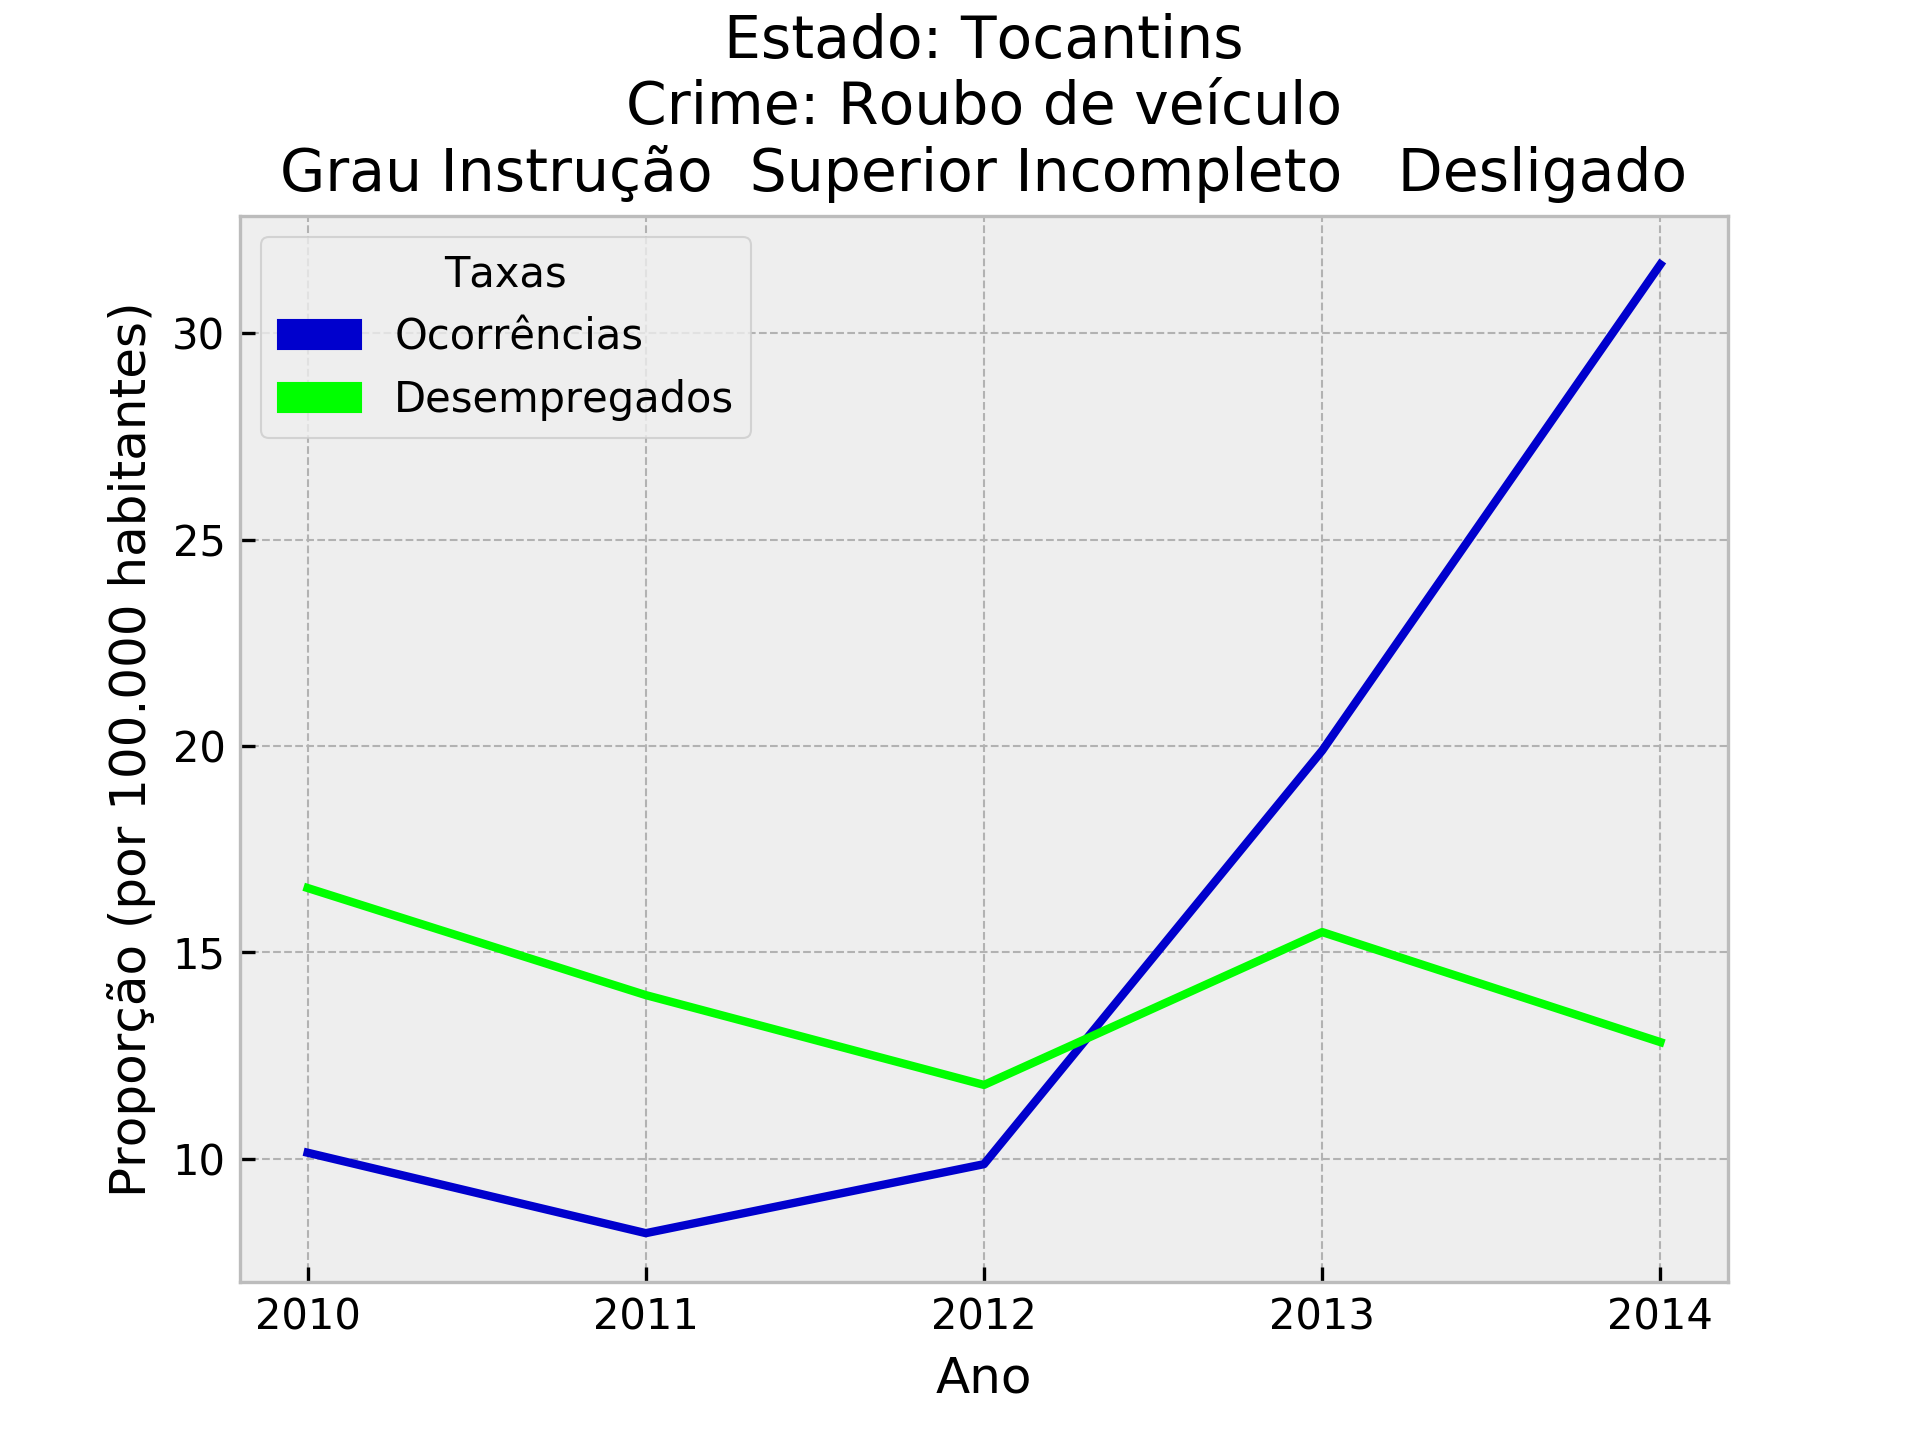 Estado: Tocantins
Crime: Roubo de veículo
Grau Instrução  Superior Incompleto   Desligado
Taxas
Ocorrências
Desempregados
Proporção (por 100.000 habitantes)
30
25
20
15
10
2010 2011 2012 2013 2014
Ano